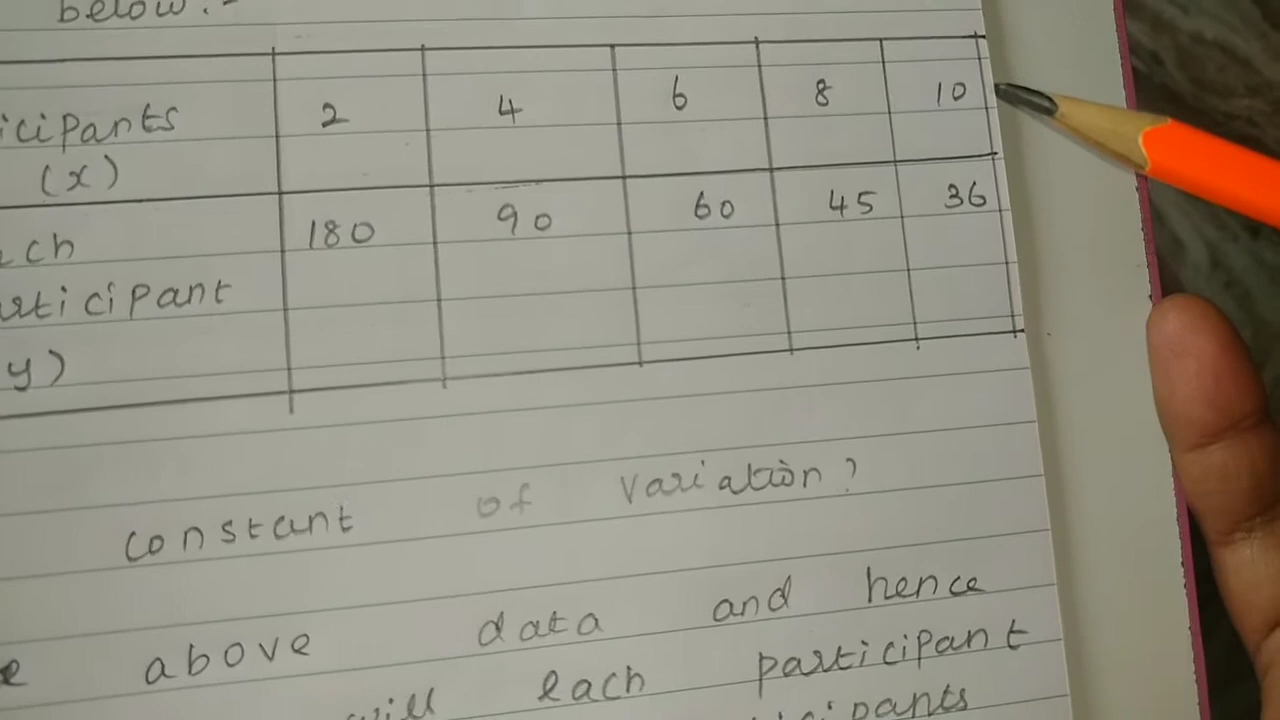 below:-
icipants 2 4 6 8 10
(x)
ch 180 90 60 45 36
rticipant
y)
constant of variation?
above data and hence
will each participant